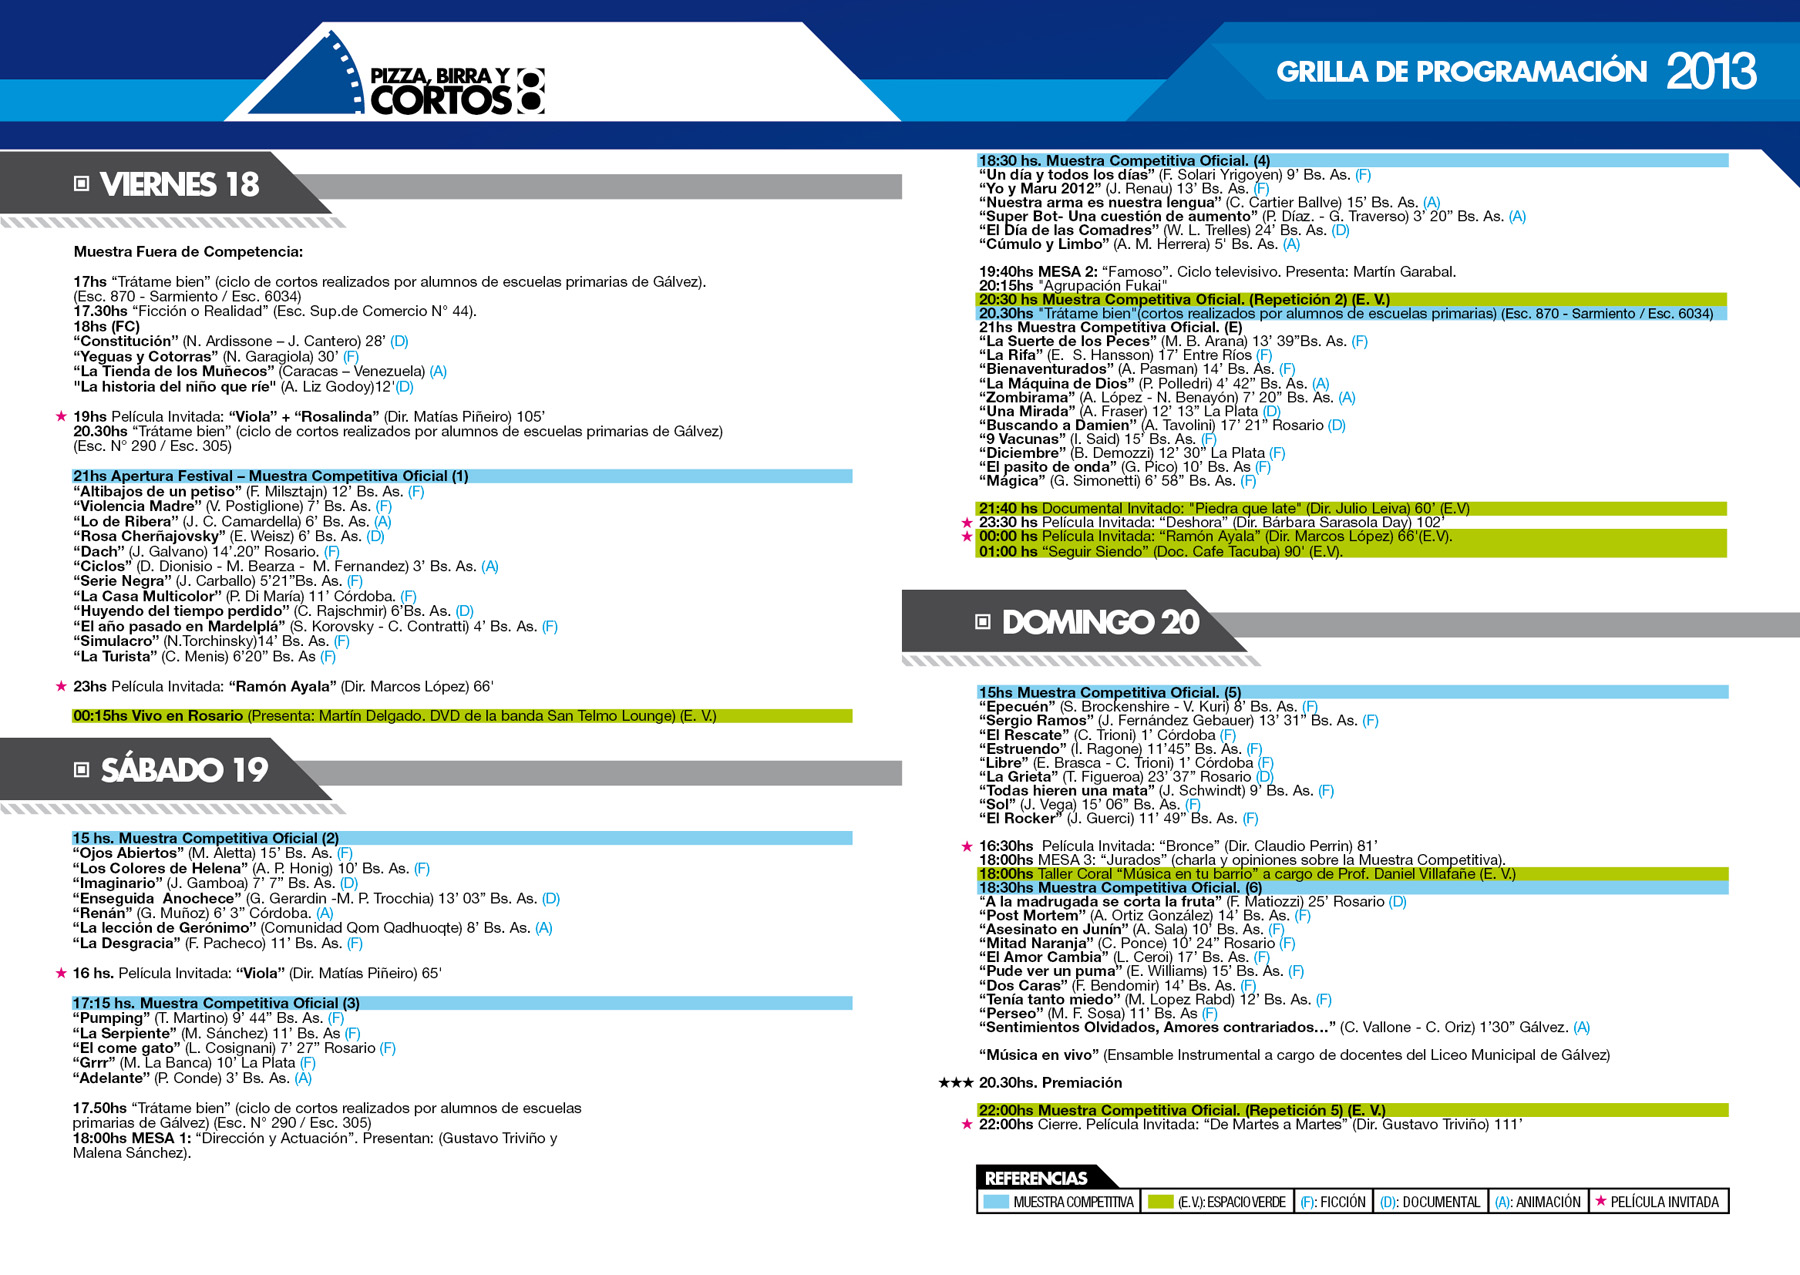 PIZZA, BIRRA Y
CORTOS 8
GRILLA DE PROGRAMACIÓN 2013
VIERNES 18
Muestra Fuera de Competencia:
17hs “Trátame bien” (ciclo de cortos realizados por alumnos de escuelas primarias de Gálvez).
(Esc. 870 - Sarmiento / Esc. 6034)
17.30hs “Ficción o Realidad” (Esc. Sup.de Comercio N° 44).
18hs (FC)
“Constitución” (N. Ardissone – J. Cantero) 28’ (D)
“Yeguas y Cotorras” (N. Garagiola) 30’ (F)
“La Tienda de los Muñecos” (Caracas – Venezuela) (A)
"La historia del niño que ríe" (A. Liz Godoy)12'(D)
★ 19hs Película Invitada: “Viola” + “Rosalinda” (Dir. Matías Piñeiro) 105’
20.30hs “Trátame bien” (ciclo de cortos realizados por alumnos de escuelas primarias de Gálvez)
(Esc. N° 290 / Esc. 305)
21hs Apertura Festival – Muestra Competitiva Oficial (1)
“Altibajos de un petiso” (F. Milsztajn) 12’ Bs. As. (F)
“Violencia Madre” (V. Postiglione) 7’ Bs. As. (F)
“Lo de Ribera” (J. C. Camardella) 6’ Bs. As. (A)
“Rosa Cherñajovsky” (E. Weisz) 6’ Bs. As. (D)
“Dach” (J. Galvano) 14’.20” Rosario. (F)
“Ciclos” (D. Dionisio - M. Bearza - M. Fernandez) 3’ Bs. As. (A)
“Serie Negra” (J. Carballo) 5’21”Bs. As. (F)
“La Casa Multicolor” (P. Di María) 11’ Córdoba. (F)
“Huyendo del tiempo perdido” (C. Rajschmir) 6’Bs. As. (D)
“El año pasado en Mardelplá” (S. Korovsky - C. Contratti) 4’ Bs. As. (F)
“Simulacro” (N.Torchinsky)14’ Bs. As. (F)
“La Turista” (C. Menis) 6’20” Bs. As (F)
★ 23hs Película Invitada: “Ramón Ayala” (Dir. Marcos López) 66'
00:15hs Vivo en Rosario (Presenta: Martín Delgado. DVD de la banda San Telmo Lounge) (E. V.)
SÁBADO 19
15 hs. Muestra Competitiva Oficial (2)
“Ojos Abiertos” (M. Aletta) 15’ Bs. As. (F)
“Los Colores de Helena” (A. P. Honig) 10’ Bs. As. (F)
“Imaginario” (J. Gamboa) 7’ 7” Bs. As. (D)
“Enseguida Anochece” (G. Gerardin -M. P. Trocchia) 13’ 03” Bs. As. (D)
“Renán” (G. Muñoz) 6’ 3” Córdoba. (A)
“La lección de Gerónimo” (Comunidad Qom Qadhuoqte) 8’ Bs. As. (A)
“La Desgracia” (F. Pacheco) 11’ Bs. As. (F)
★ 16 hs. Película Invitada: “Viola” (Dir. Matías Piñeiro) 65'
17:15 hs. Muestra Competitiva Oficial (3)
“Pumping” (T. Martino) 9’ 44” Bs. As. (F)
“La Serpiente” (M. Sánchez) 11’ Bs. As (F)
“El come gato” (L. Cosignani) 7’ 27” Rosario (F)
“Grrr” (M. La Banca) 10’ La Plata (F)
“Adelante” (P. Conde) 3’ Bs. As. (A)
17.50hs “Trátame bien” (ciclo de cortos realizados por alumnos de escuelas
primarias de Gálvez) (Esc. N° 290 / Esc. 305)
18:00hs MESA 1: “Dirección y Actuación”. Presentan: (Gustavo Triviño y
Malena Sánchez).
18:30 hs. Muestra Competitiva Oficial. (4)
“Un día y todos los días” (F. Solari Yrigoyen) 9’ Bs. As. (F)
“Yo y Maru 2012” (J. Renau) 13’ Bs. As. (F)
“Nuestra arma es nuestra lengua” (C. Cartier Ballve) 15’ Bs. As. (A)
“Super Bot- Una cuestión de aumento” (P. Díaz. - G. Traverso) 3’ 20” Bs. As. (A)
“El Día de las Comadres” (W. L. Trelles) 24’ Bs. As. (D)
“Cúmulo y Limbo” (A. M. Herrera) 5' Bs. As. (A)
19:40hs MESA 2: “Famoso”. Ciclo televisivo. Presenta: Martín Garabal.
20:15hs "Agrupación Fukai"
20:30 hs Muestra Competitiva Oficial. (Repetición 2) (E. V.)
20.30hs "Trátame bien"(cortos realizados por alumnos de escuelas primarias) (Esc. 870 - Sarmiento / Esc. 6034)
21hs Muestra Competitiva Oficial. (E)
“La Suerte de los Peces” (M. B. Arana) 13’ 39”Bs. As. (F)
“La Rifa” (E. S. Hansson) 17’ Entre Ríos (F)
“Bienaventurados” (A. Pasman) 14’ Bs. As. (F)
“La Máquina de Dios” (P. Polledri) 4’ 42” Bs. As. (A)
“Zombirama” (A. López - N. Benayón) 7’ 20” Bs. As. (A)
“Una Mirada” (A. Fraser) 12’ 13” La Plata (D)
“Buscando a Damien” (A. Tavolini) 17’ 21” Rosario (D)
“9 Vacunas” (I. Said) 15’ Bs. As. (F)
“Diciembre” (B. Demozzi) 12’ 30” La Plata (F)
“El pasito de onda” (G. Pico) 10’ Bs. As (F)
“Mágica” (G. Simonetti) 6’ 58” Bs. As. (F)
21:40 hs Documental Invitado: "Piedra que late" (Dir. Julio Leiva) 60’ (E.V)
★ 23:30 hs Película Invitada: “Deshora” (Dir. Bárbara Sarasola Day) 102’
★ 00:00 hs Película Invitada: “Ramón Ayala” (Dir. Marcos López) 66'(E.V).
01:00 hs “Seguir Siendo” (Doc. Cafe Tacuba) 90' (E.V).
DOMINGO 20
15hs Muestra Competitiva Oficial. (5)
“Epecuén” (S. Brockenshire - V. Kuri) 8’ Bs. As. (F)
“Sergio Ramos” (J. Fernández Gebauer) 13’ 31” Bs. As. (F)
“El Rescate” (C. Trioni) 1’ Córdoba (F)
“Estruendo” (I. Ragone) 11’45” Bs. As. (F)
“Libre” (E. Brasca - C. Trioni) 1’ Córdoba (F)
“La Grieta” (T. Figueroa) 23’ 37” Rosario (D)
“Todas hieren una mata” (J. Schwindt) 9’ Bs. As. (F)
“Sol” (J. Vega) 15’ 06” Bs. As. (F)
“El Rocker” (J. Guerci) 11’ 49” Bs. As. (F)
★ 16:30hs Película Invitada: “Bronce” (Dir. Claudio Perrin) 81’
18:00hs MESA 3: “Jurados” (charla y opiniones sobre la Muestra Competitiva).
18:00hs Taller Coral “Música en tu barrio” a cargo de Prof. Daniel Villafañe (E. V.)
18:30hs Muestra Competitiva Oficial. (6)
“A la madrugada se corta la fruta” (F. Matiozzi) 25’ Rosario (D)
“Post Mortem” (A. Ortiz González) 14’ Bs. As. (F)
“Asesinato en Junín” (A. Sala) 10’ Bs. As. (F)
“Mitad Naranja” (C. Ponce) 10’ 24” Rosario (F)
“El Amor Cambia” (L. Ceroi) 17’ Bs. As. (F)
“Pude ver un puma” (E. Williams) 15’ Bs. As. (F)
“Dos Caras” (F. Bendomir) 14’ Bs. As. (F)
“Tenía tanto miedo” (M. Lopez Rabd) 12’ Bs. As. (F)
“Perseo” (M. F. Sosa) 11’ Bs. As (F)
“Sentimientos Olvidados, Amores contrariados...” (C. Vallone - C. Oriz) 1’30” Gálvez. (A)
“Música en vivo” (Ensamble Instrumental a cargo de docentes del Liceo Municipal de Gálvez)
★★★ 20.30hs. Premiación
22:00hs Muestra Competitiva Oficial. (Repetición 5) (E. V.)
★ 22:00hs Cierre. Película Invitada: “De Martes a Martes” (Dir. Gustavo Triviño) 111’
REFERENCIAS
MUESTRA COMPETITIVA (E.V.): ESPACIO VERDE (F): FICCIÓN (D): DOCUMENTAL (A): ANIMACIÓN ★ PELÍCULA INVITADA